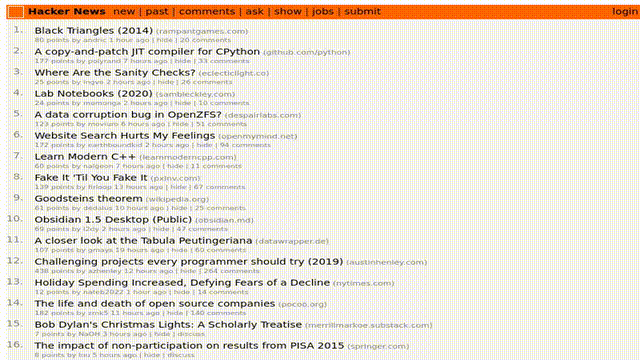 Hacker News new | past | comments | ask | show | jobs | submit login
1. Black Triangles (2014) (rampantgames.com)
80 points by andric 1 hour ago | hide | 20 comments
2. A copy-and-patch JIT compiler for CPython (github.com/python)
177 points by polyrand 7 hours ago | hide | 33 comments
3. Where Are the Sanity Checks? (eclecticlight.co)
25 points by ingve 2 hours ago | hide | 26 comments
4. Lab Notebooks (2020) (sambleckley.com)
24 points by momonga 2 hours ago | hide | 10 comments
5. A data corruption bug in OpenZFS? (despairlabs.com)
123 points by moviuro 6 hours ago | hide | 51 comments
6. Website Search Hurts My Feelings (openmymind.net)
172 points by earthboundkid 2 hours ago | hide | 94 comments
7. Learn Modern C++ (learnmoderncpp.com)
60 points by nalgeon 7 hours ago | hide | 11 comments
8. Fake It 'Til You Fake It (pxlnv.com)
139 points by firloop 13 hours ago | hide | 67 comments
9. Goodsteins theorem (wikipedia.org)
61 points by dedalus 10 hours ago | hide | 25 comments
10. Obsidian 1.5 Desktop (Public) (obsidian.md)
69 points by l2dy 2 hours ago | hide | 47 comments
11. A closer look at the Tabula Peutingeriana (datawrapper.de)
107 points by gmays 19 hours ago | hide | 60 comments
12. Challenging projects every programmer should try (2019) (austinhenley.com)
438 points by azhenley 12 hours ago | hide | 264 comments
13. Holiday Spending Increased, Defying Fears of a Decline (nytimes.com)
12 points by nateb2022 1 hour ago | hide | 14 comments
14. The life and death of open source companies (pocoo.org)
182 points by zmk5 11 hours ago | hide | 140 comments
15. Bob Dylan's Christmas Lights: A Scholarly Treatise (merrillmarkoe.substack.com)
7 points by NaOH 3 hours ago | hide | discuss
16. The impact of non-participation on results from PISA 2015 (springer.com)
5 points by lou 5 hours ago | hide | discuss